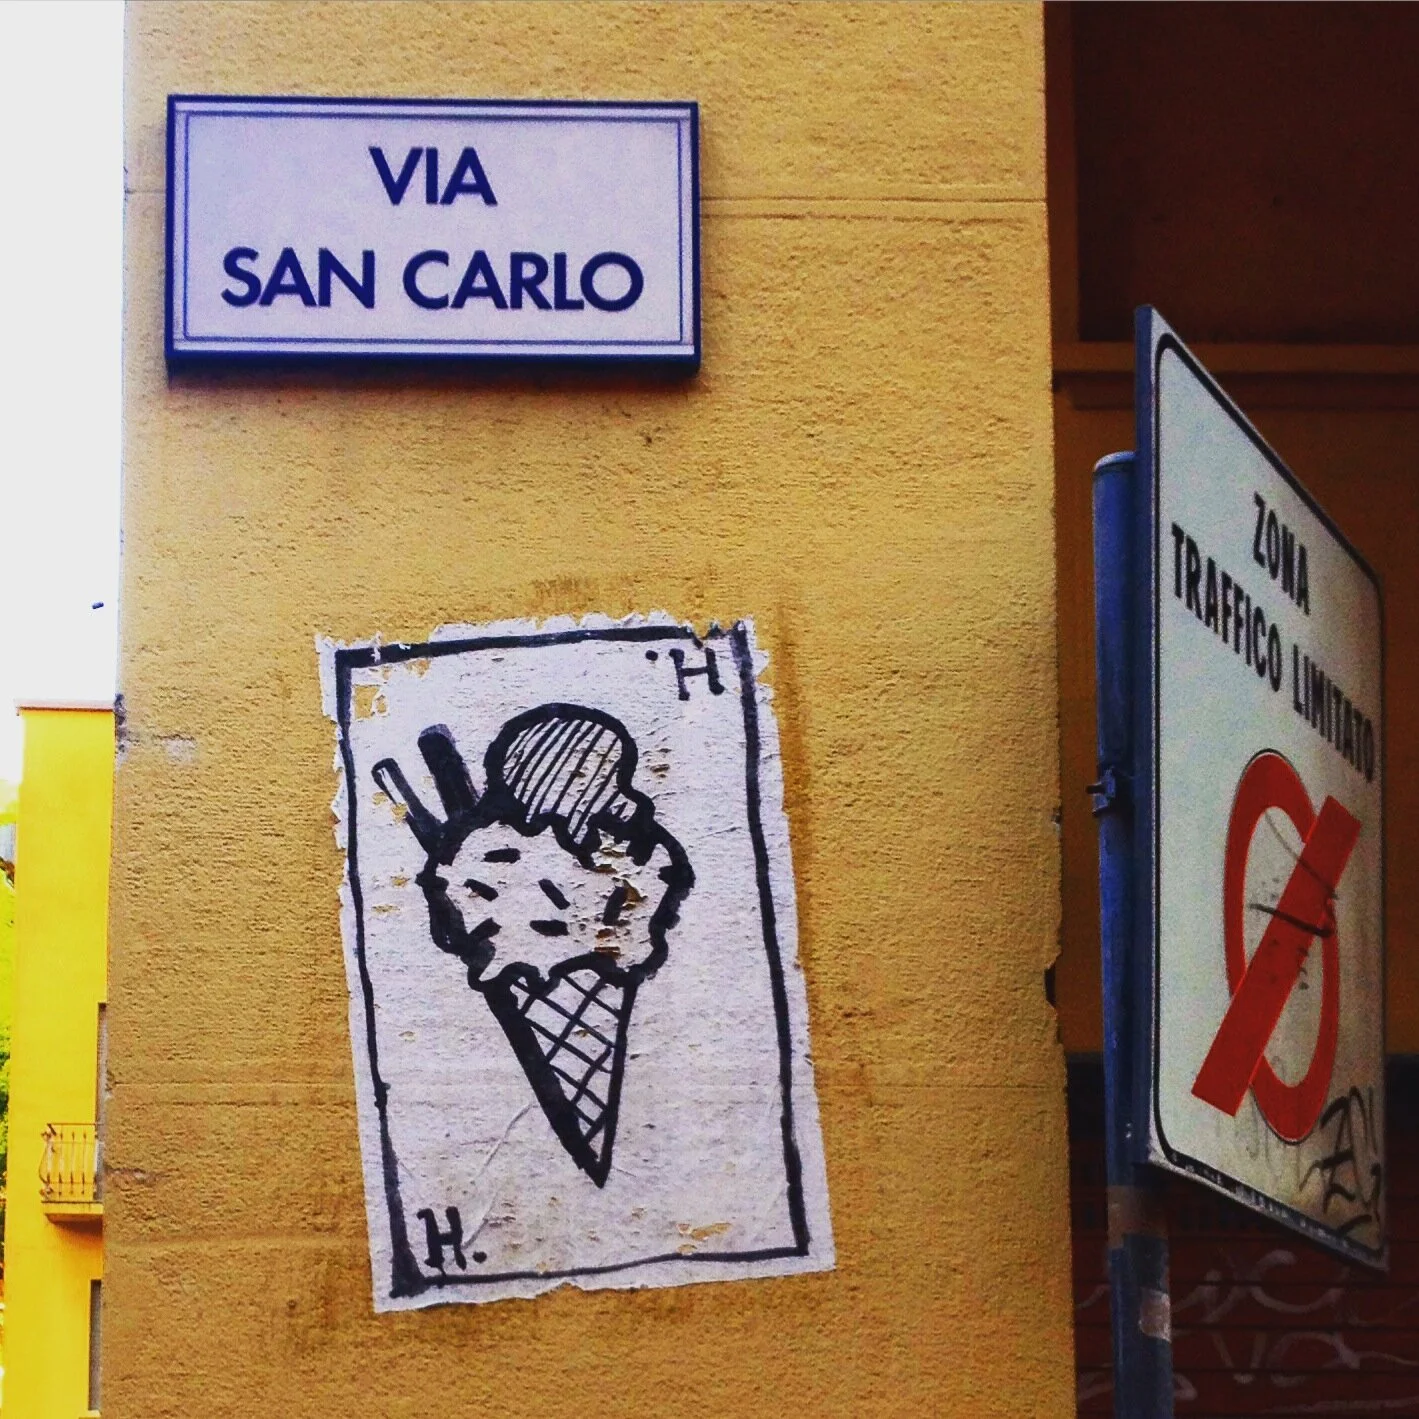 VIA
SAN CARLO
.H
H.
ZONA
TRAFFICO LIMITATO